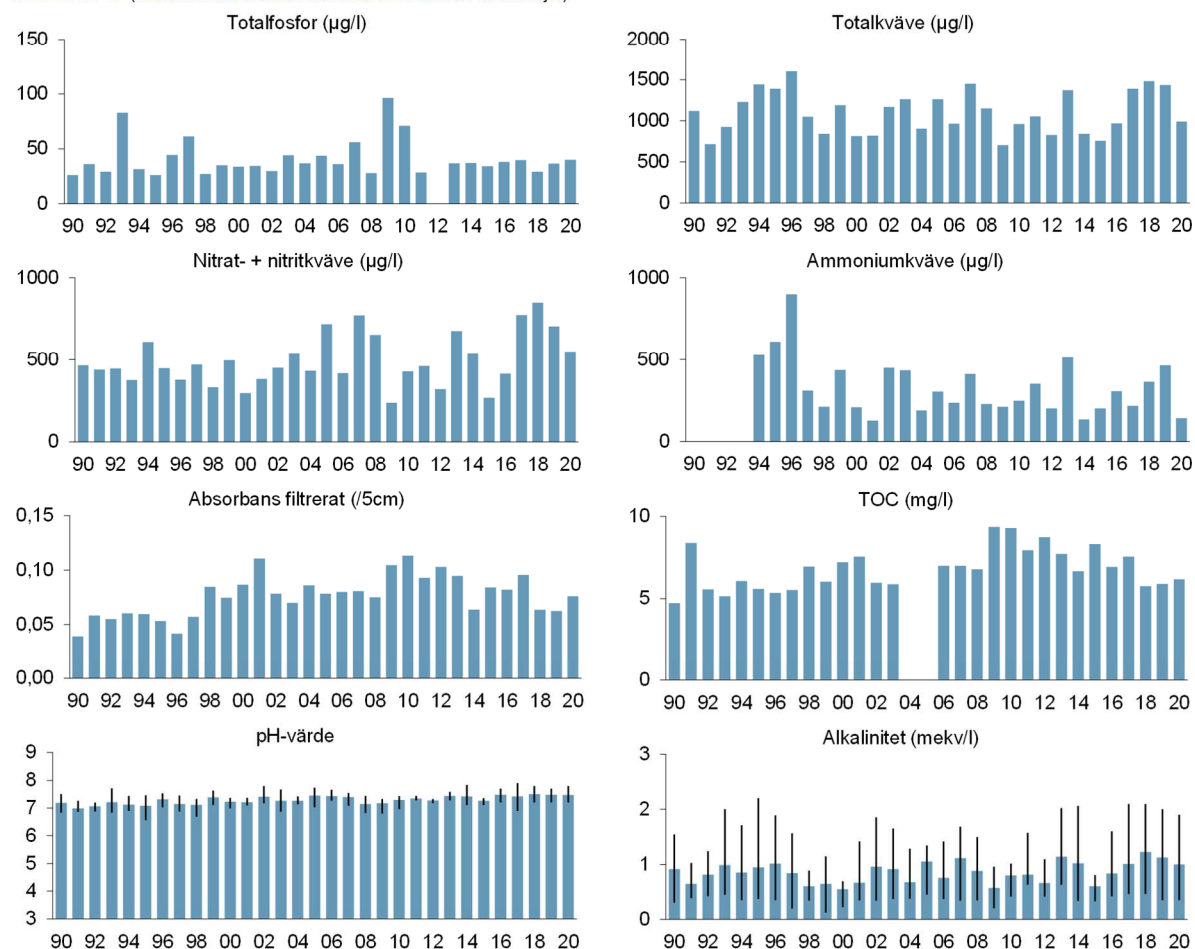 Totalfosfor (µg/l)
150
100
50
0
90 92 94 96 98 00 02 04 06 08 10 12 14 16 18 20
Totalkväve (µg/l)
2000
1500
1000
500
0
90 92 94 96 98 00 02 04 06 08 10 12 14 16 18 20
Nitrat- + nitritkväve (µg/l)
1000
500
0
90 92 94 96 98 00 02 04 06 08 10 12 14 16 18 20
Ammoniumkväve (µg/l)
1000
500
0
90 92 94 96 98 00 02 04 06 08 10 12 14 16 18 20
Absorbans filtrerat (/5cm)
0,15
0,10
0,05
0,00
90 92 94 96 98 00 02 04 06 08 10 12 14 16 18 20
TOC (mg/l)
10
5
0
90 92 94 96 98 00 02 04 06 08 10 12 14 16 18 20
pH-värde
9
8
7
6
5
4
3
90 92 94 96 98 00 02 04 06 08 10 12 14 16 18 20
Alkalinitet (mekv/l)
3
2
1
0
90 92 94 96 98 00 02 04 06 08 10 12 14 16 18 20